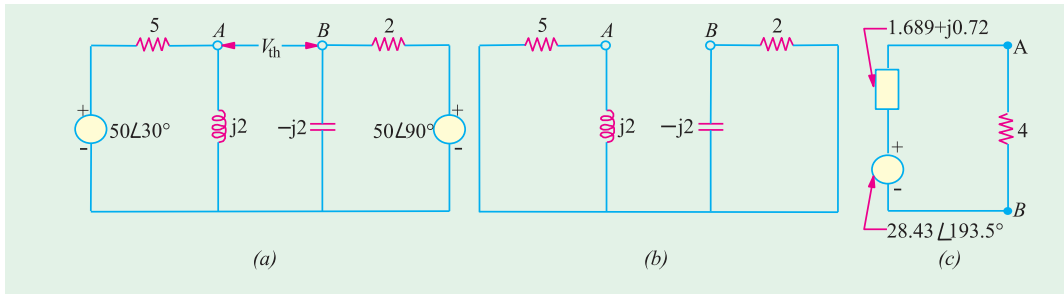 5
A
V_th
B
2
+
50∠30°
-
j2
−j2
50∠90°
+
-
(a)
5
A
B
2
j2
−j2
(b)
1.689+j0.72
A
4
+
-
B
28.43 ∠193.5°
(c)